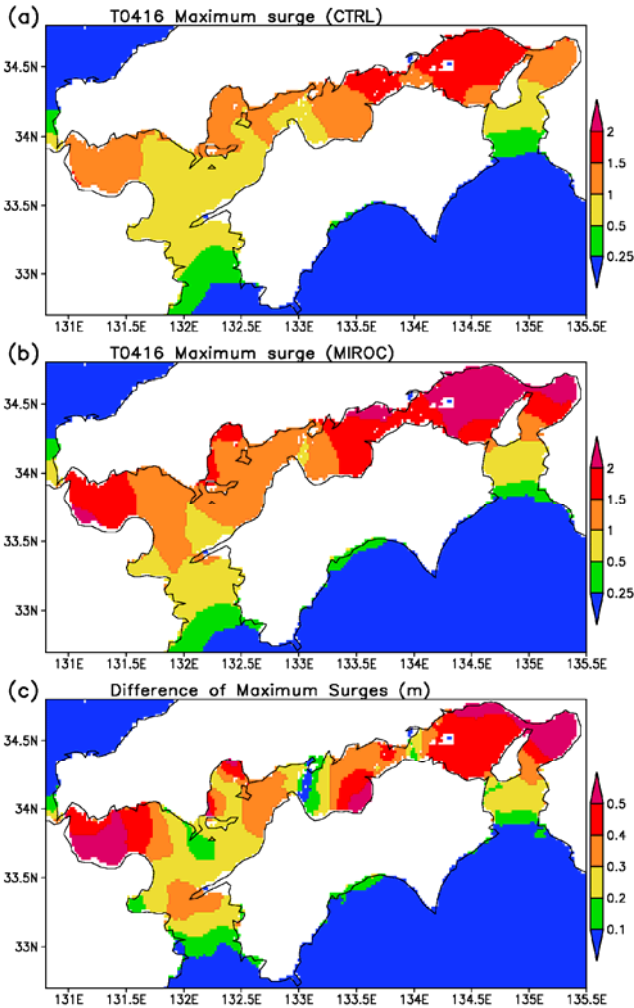 (a) T0416 Maximum surge (CTRL)
34.5N
34N
33.5N
33N
2
1.5
1
0.5
0.25
131E 131.5E 132E 132.5E 133E 133.5E 134E 134.5E 135E 135.5E
(b) T0416 Maximum surge (MIROC)
34.5N
34N
33.5N
33N
2
1.5
1
0.5
0.25
131E 131.5E 132E 132.5E 133E 133.5E 134E 134.5E 135E 135.5E
(c) Difference of Maximum Surges (m)
34.5N
34N
33.5N
33N
0.5
0.4
0.3
0.2
0.1
131E 131.5E 132E 132.5E 133E 133.5E 134E 134.5E 135E 135.5E